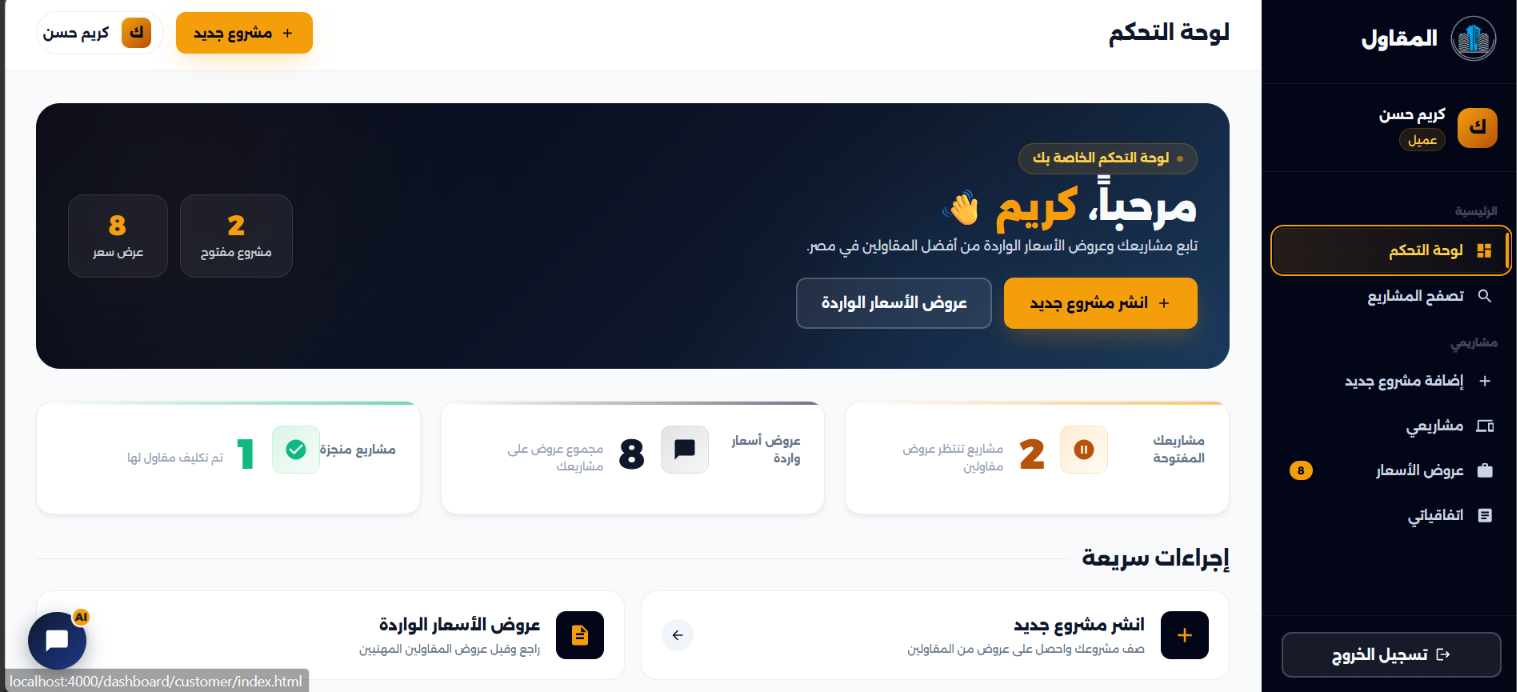 المقاول
كريم حسن
عميل
الرئيسية
لوحة التحكم
تصفح المشاريع
مشاريعي
إضافة مشروع جديد
مشاريعي
عروض الأسعار
8
اتفاقياتي
تسجيل الخروج
لوحة التحكم
+ مشروع جديد
ك كريم حسن
ك
لوحة التحكم الخاصة بك
مرحباً، كريم 👋
تابع مشاريعك وعروض الأسعار الواردة من أفضل المقاولين في مصر.
+ انشر مشروع جديد
عروض الأسعار الواردة
2
مشروع مفتوح
8
عرض سعر
مشاريعك
المفتوحة
2
مشاريع تنتظر عروض
مقاولين
عروض أسعار
واردة
8
مجموع عروض على
مشاريعك
مشاريع منجزة
1
تم تكليف مقاول لها
إجراءات سريعة
انشر مشروع جديد
صف مشروعك واحصل على عروض من المقاولين
عروض الأسعار الواردة
راجع وقبل عروض المقاولين المهنيين
AI
localhost:4000/dashboard/customer/index.html